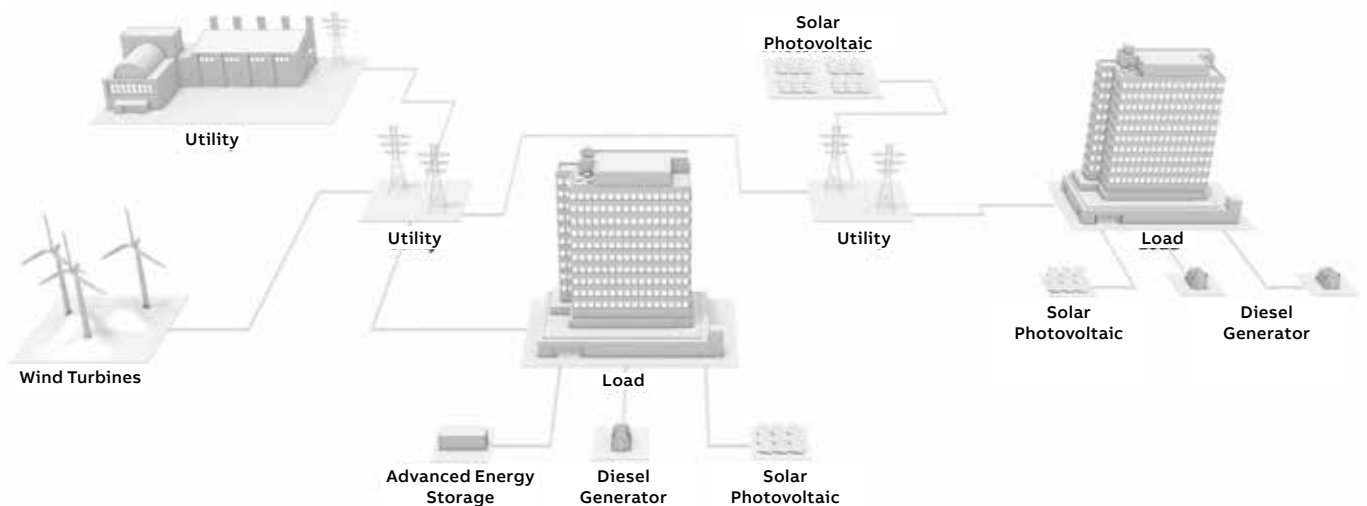 Solar
Photovoltaic
Utility
Utility
Utility
Load
Solar
Photovoltaic
Diesel
Generator
Wind Turbines
Load
Advanced Energy
Storage
Diesel
Generator
Solar
Photovoltaic